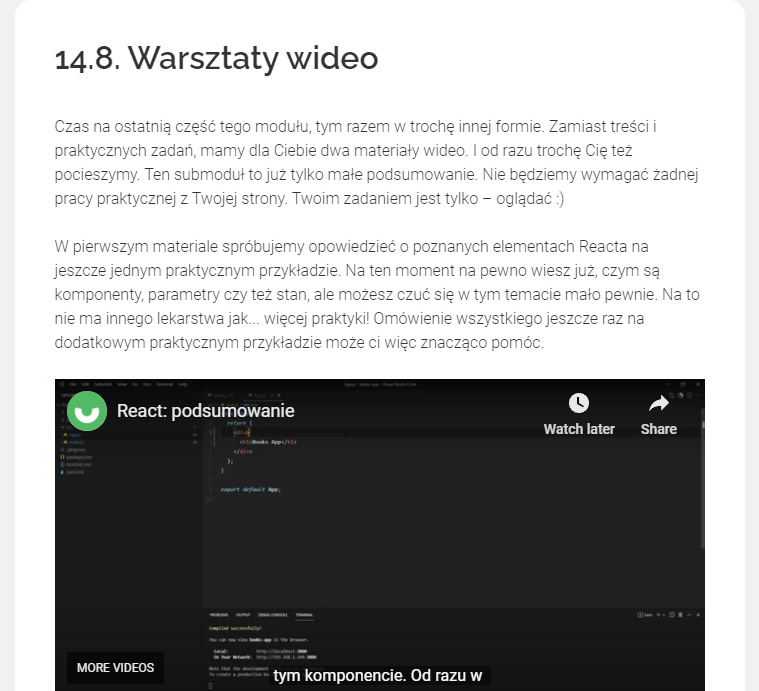 14.8. Warsztaty wideo
Czas na ostatnią część tego modułu, tym razem w trochę innej formie. Zamiast treści i
praktycznych zadań, mamy dla Ciebie dwa materiały wideo. I od razu trochę Cię też
pocieszymy. Ten submoduł to już tylko małe podsumowanie. Nie będziemy wymagać żadnej
pracy praktycznej z Twojej strony. Twoim zadaniem jest tylko – oglądać :)
W pierwszym materiale spróbujemy opowiedzieć o poznanych elementach Reacta na
jeszcze jednym praktycznym przykładzie. Na ten moment na pewno wiesz już, czym są
komponenty, parametry czy też stan, ale możesz czuć się w tym temacie mało pewnie. Na to
nie ma innego lekarstwa jak... więcej praktyki! Omówienie wszystkiego jeszcze raz na
dodatkowym praktycznym przykładzie może ci więc znacząco pomóc.
React: podsumowanie
Watch later
Share
return (
<div>
<h1>Books App</h1>
</div>
);
}
export default App;
PROBLEMS OUTPUT DEBUG CONSOLE TERMINAL
Compiled successfully!
You can now view books-app in the browser.
Local: http://localhost:3000
On Your Network:
Note that the development
To create a production
MORE VIDEOS
tym komponencie. Od razu w